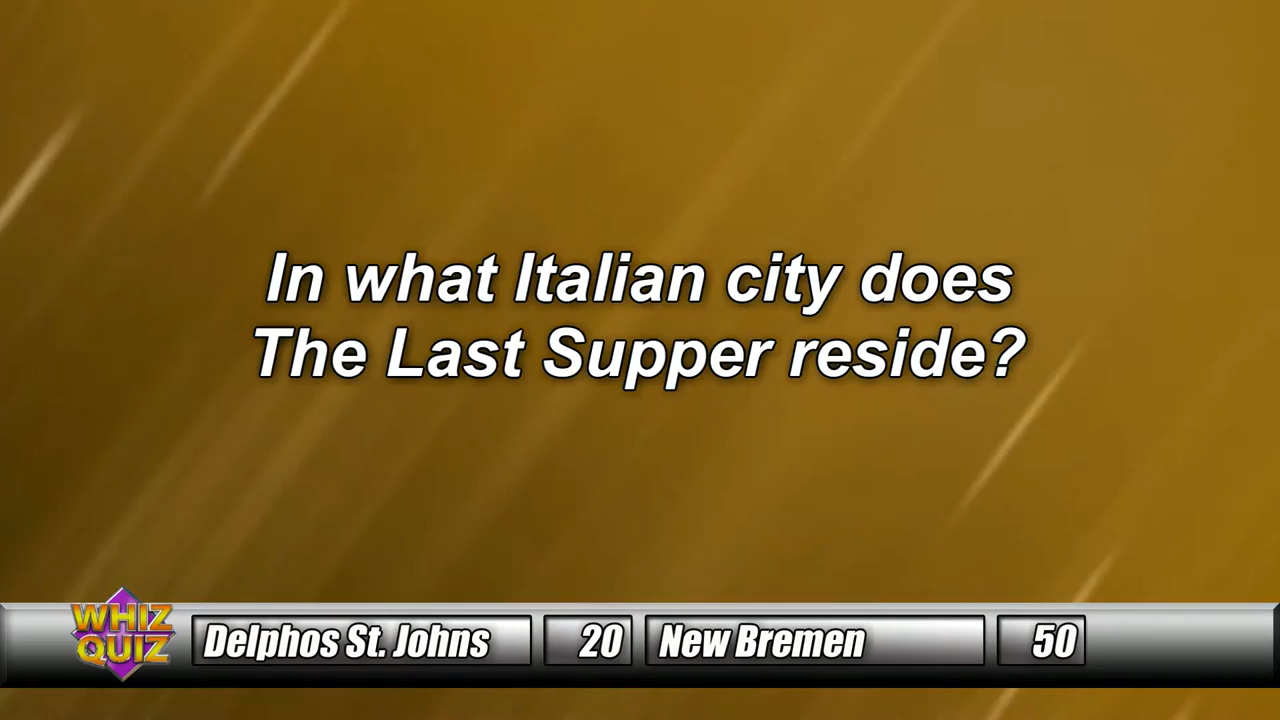 In what Italian city does
The Last Supper reside?
WHIZ
QUIZ
Delphos St. Johns 20 New Bremen 50